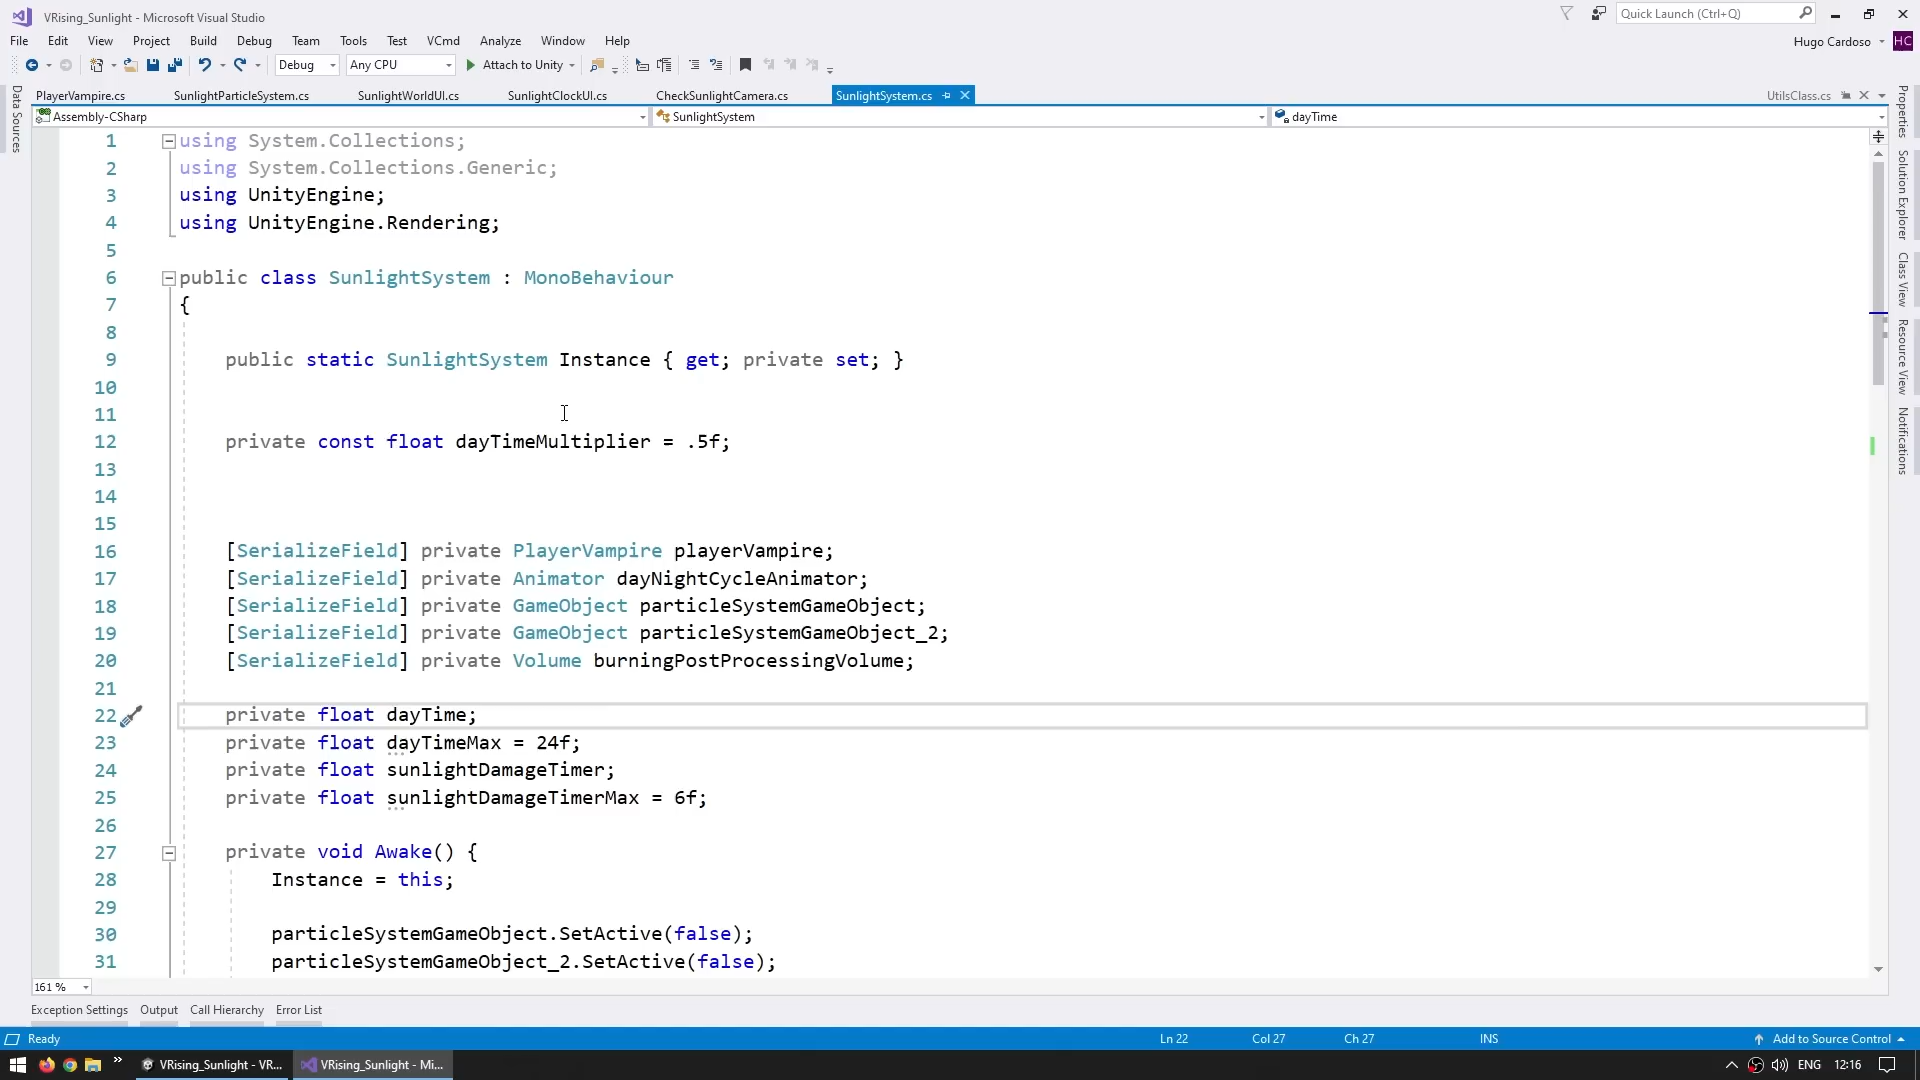 VRising_Sunlight - Microsoft Visual Studio
Quick Launch (Ctrl+Q)
File Edit View Project Build Debug Team Tools Test VCmd Analyze Window Help
Hugo Cardoso HC
Debug Any CPU Attach to Unity
PlayerVampire.cs SunlightParticleSystem.cs SunlightWorldUI.cs SunlightClockUI.cs CheckSunlightCamera.cs SunlightSystem.cs UtilsClass.cs
Assembly-CSharp SunlightSystem dayTime
Data Sources
Properties
Solution Explorer
Class View
Resource View
Notifications
1 using System.Collections;
2 using System.Collections.Generic;
3 using UnityEngine;
4 using UnityEngine.Rendering;
5
6 public class SunlightSystem : MonoBehaviour
7 {
8
9 public static SunlightSystem Instance { get; private set; }
10
11
12 private const float dayTimeMultiplier = .5f;
13
14
15
16 [SerializeField] private PlayerVampire playerVampire;
17 [SerializeField] private Animator dayNightCycleAnimator;
18 [SerializeField] private GameObject particleSystemGameObject;
19 [SerializeField] private GameObject particleSystemGameObject_2;
20 [SerializeField] private Volume burningPostProcessingVolume;
21
22 private float dayTime;
23 private float dayTimeMax = 24f;
24 private float sunlightDamageTimer;
25 private float sunlightDamageTimerMax = 6f;
26
27 private void Awake() {
28 Instance = this;
29
30 particleSystemGameObject.SetActive(false);
31 particleSystemGameObject_2.SetActive(false);
161 %
Exception Settings Output Call Hierarchy Error List
Ready Ln 22 Col 27 Ch 27 INS Add to Source Control
VRising_Sunlight - VR... VRising_Sunlight - Mi... ENG 12:16